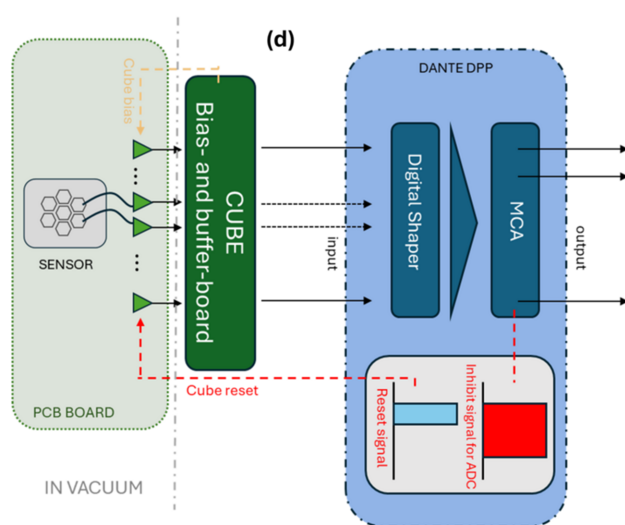 (d)
DANTE DPP
Cube bias
CUBE
Bias- and buffer-board
Digital Shaper
MCA
input
output
SENSOR
Cube reset
Reset signal
Inhibit signal for ADC
PCB BOARD
IN VACUUM